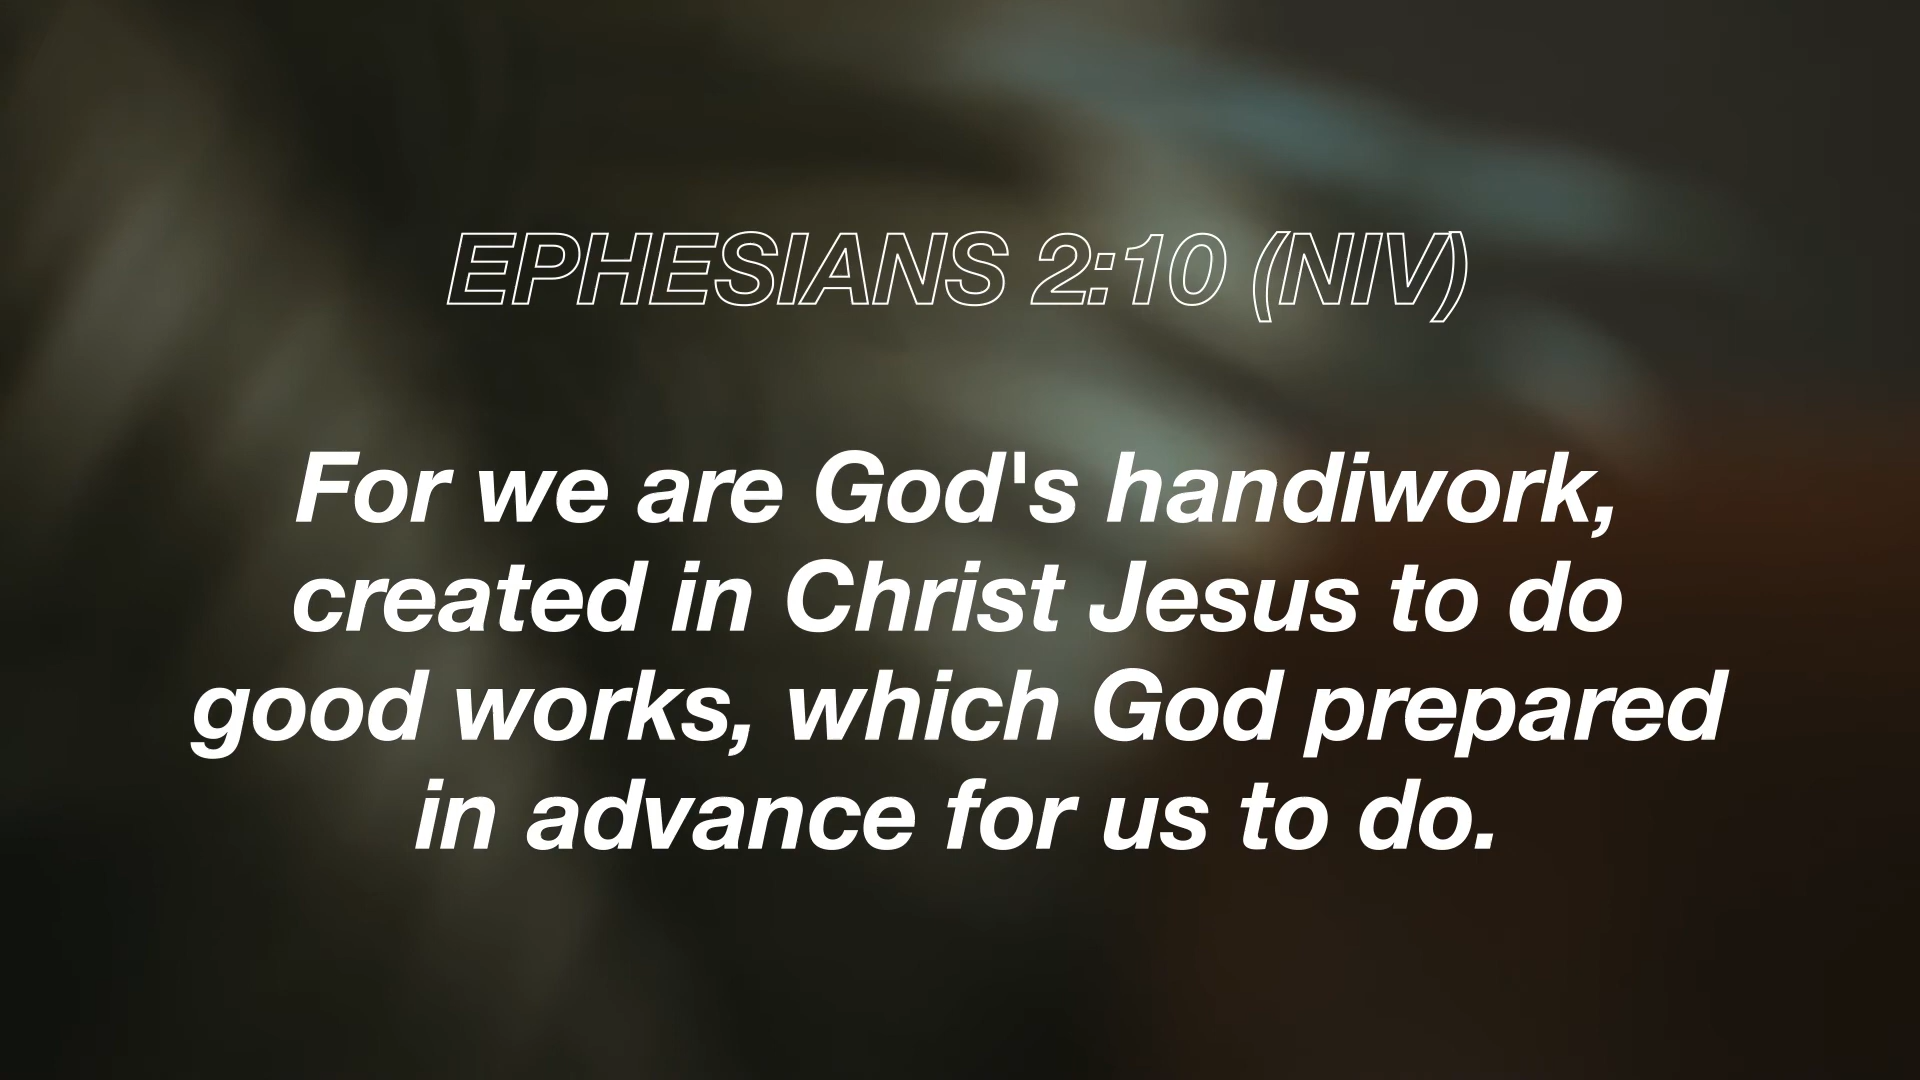 EPHESIANS 2:10 (NIV)
For we are God's handiwork,
created in Christ Jesus to do
good works, which God prepared
in advance for us to do.